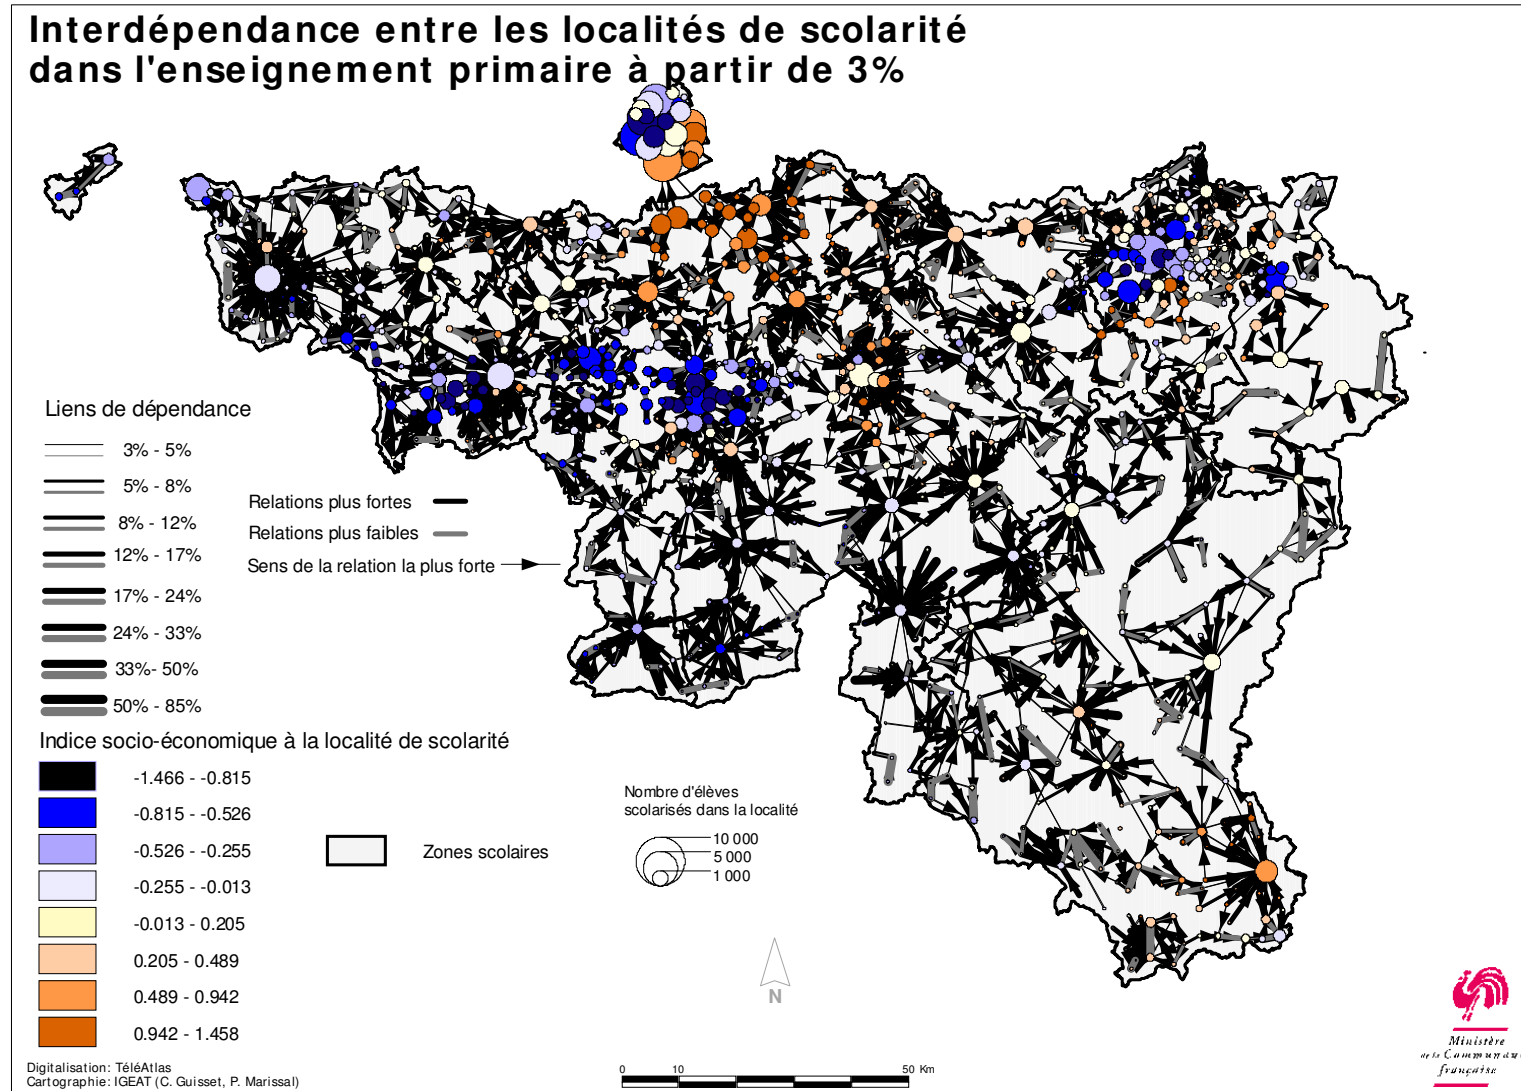 Interdépendance entre les localités de scolarité
dans l'enseignement primaire à partir de 3%
Liens de dépendance
3% - 5%
5% - 8%
8% - 12%
12% - 17%
17% - 24%
24% - 33%
33%- 50%
50% - 85%
Relations plus fortes
Relations plus faibles
Sens de la relation la plus forte
Indice socio-économique à la localité de scolarité
-1.466 - -0.815
-0.815 - -0.526
-0.526 - -0.255
-0.255 - -0.013
-0.013 - 0.205
0.205 - 0.489
0.489 - 0.942
0.942 - 1.458
Zones scolaires
Nombre d'élèves
scolarisés dans la localité
10 000
5 000
1 000
N
Digitalisation: TéléAtlas
Cartographie: IGEAT (C. Guisset, P. Marissal)
0 10 50 Km
Ministère
de la
française